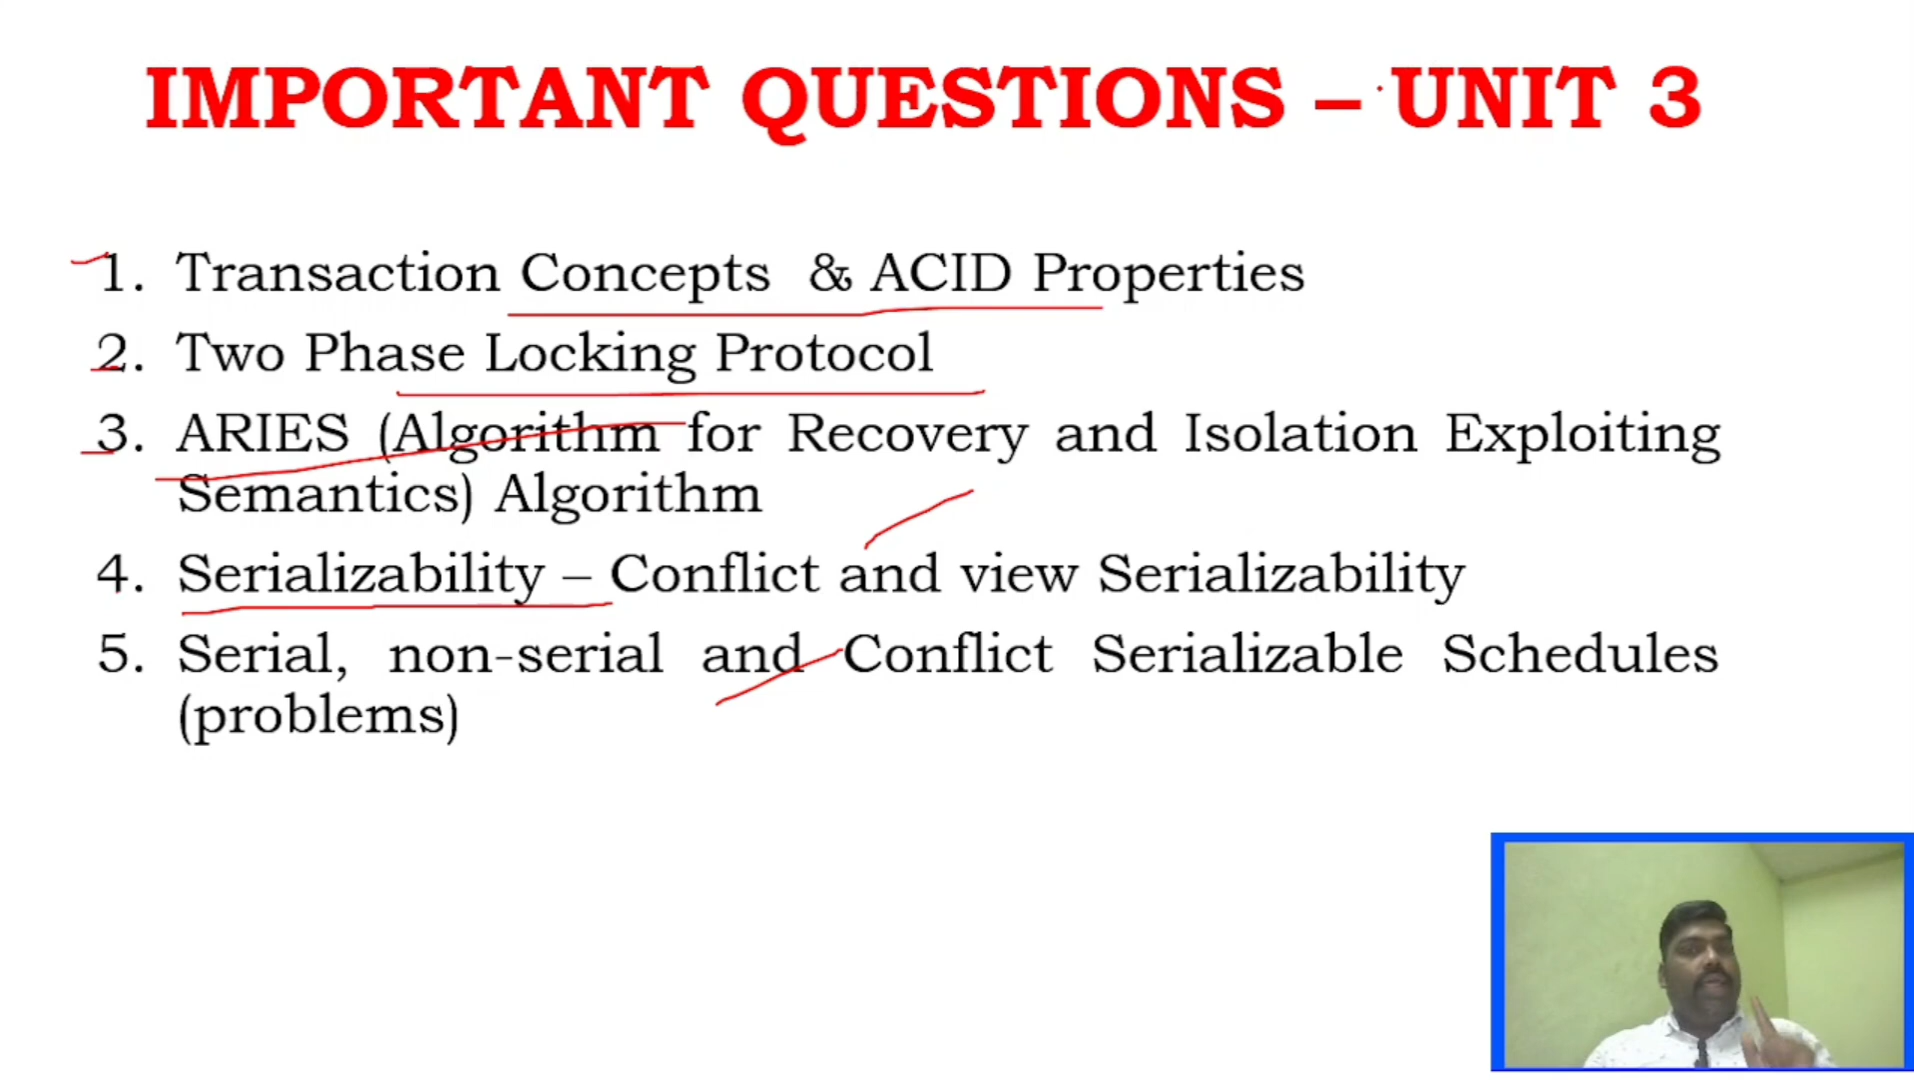 IMPORTANT QUESTIONS – UNIT 3
1. Transaction Concepts & ACID Properties
2. Two Phase Locking Protocol
3. ARIES (Algorithm for Recovery and Isolation Exploiting
Semantics) Algorithm
4. Serializability – Conflict and view Serializability
5. Serial, non-serial and Conflict Serializable Schedules
(problems)